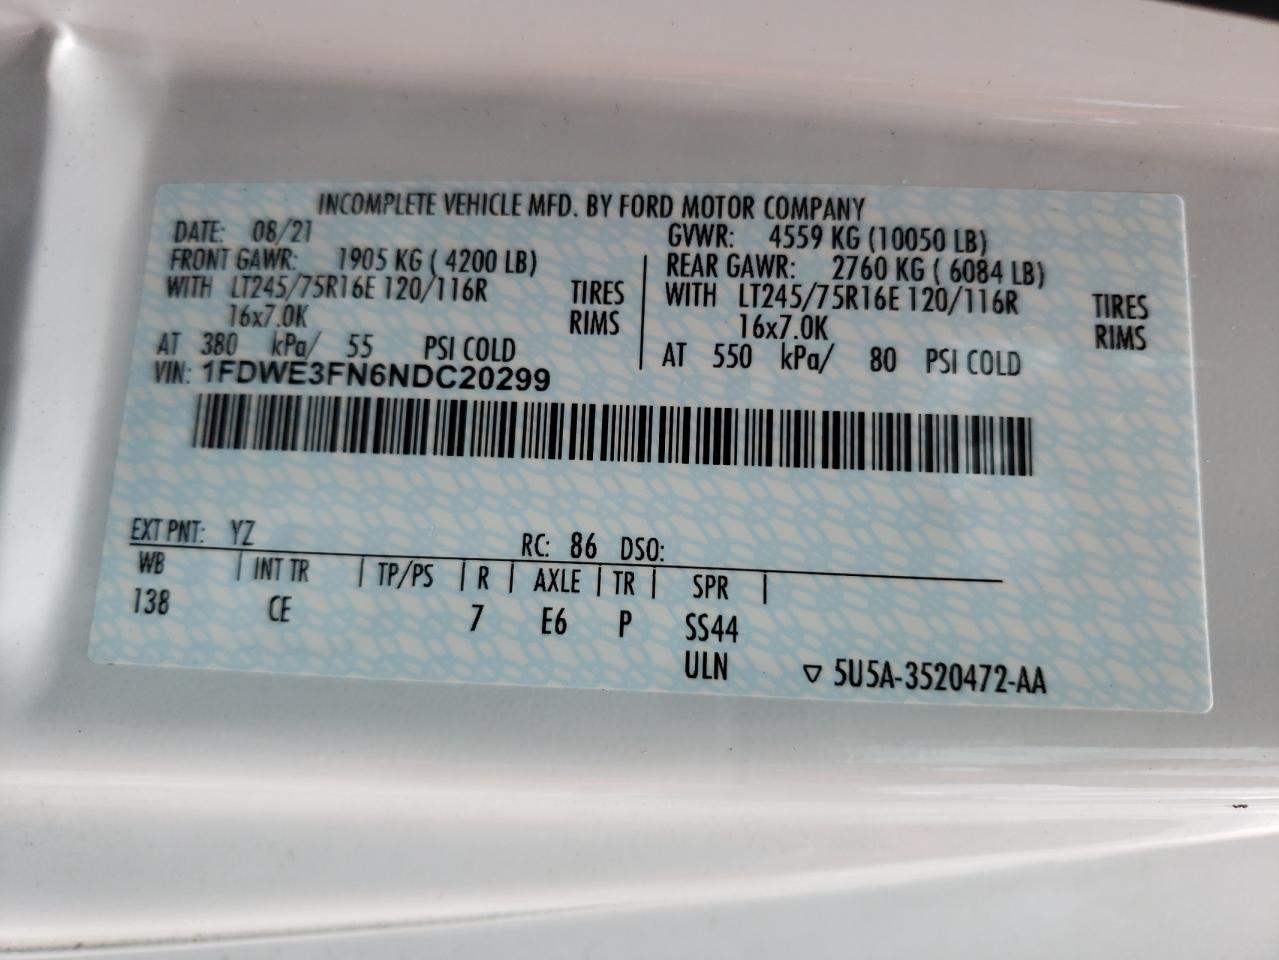 INCOMPLETE VEHICLE MFD. BY FORD MOTOR COMPANY
DATE: 08/21 GVWR: 4559 KG (10050 LB)
FRONT GAWR: 1905 KG ( 4200 LB) REAR GAWR: 2760 KG ( 6084 LB)
WITH LT245/75R16E 120/116R TIRES WITH LT245/75R16E 120/116R TIRES
16x7.0K RIMS 16x7.0K RIMS
AT 380 kPa/ 55 PSI COLD AT 550 kPa/ 80 PSI COLD
VIN: 1FDWE3FN6NDC20299
EXT PNT: YZ RC: 86 DSO:
WB INT TR TP/PS R AXLE TR SPR
138 CE 7 E6 P SS44
ULN ▽ 5U5A-3520472-AA